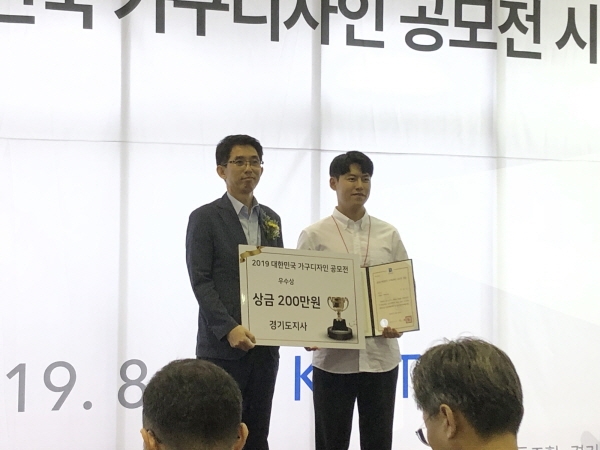 민국 가구디자인 공모전 시
2019 대한민국 가구디자인 공모전
우수상
상금 200만원
경기도지사
19. 8
K
T